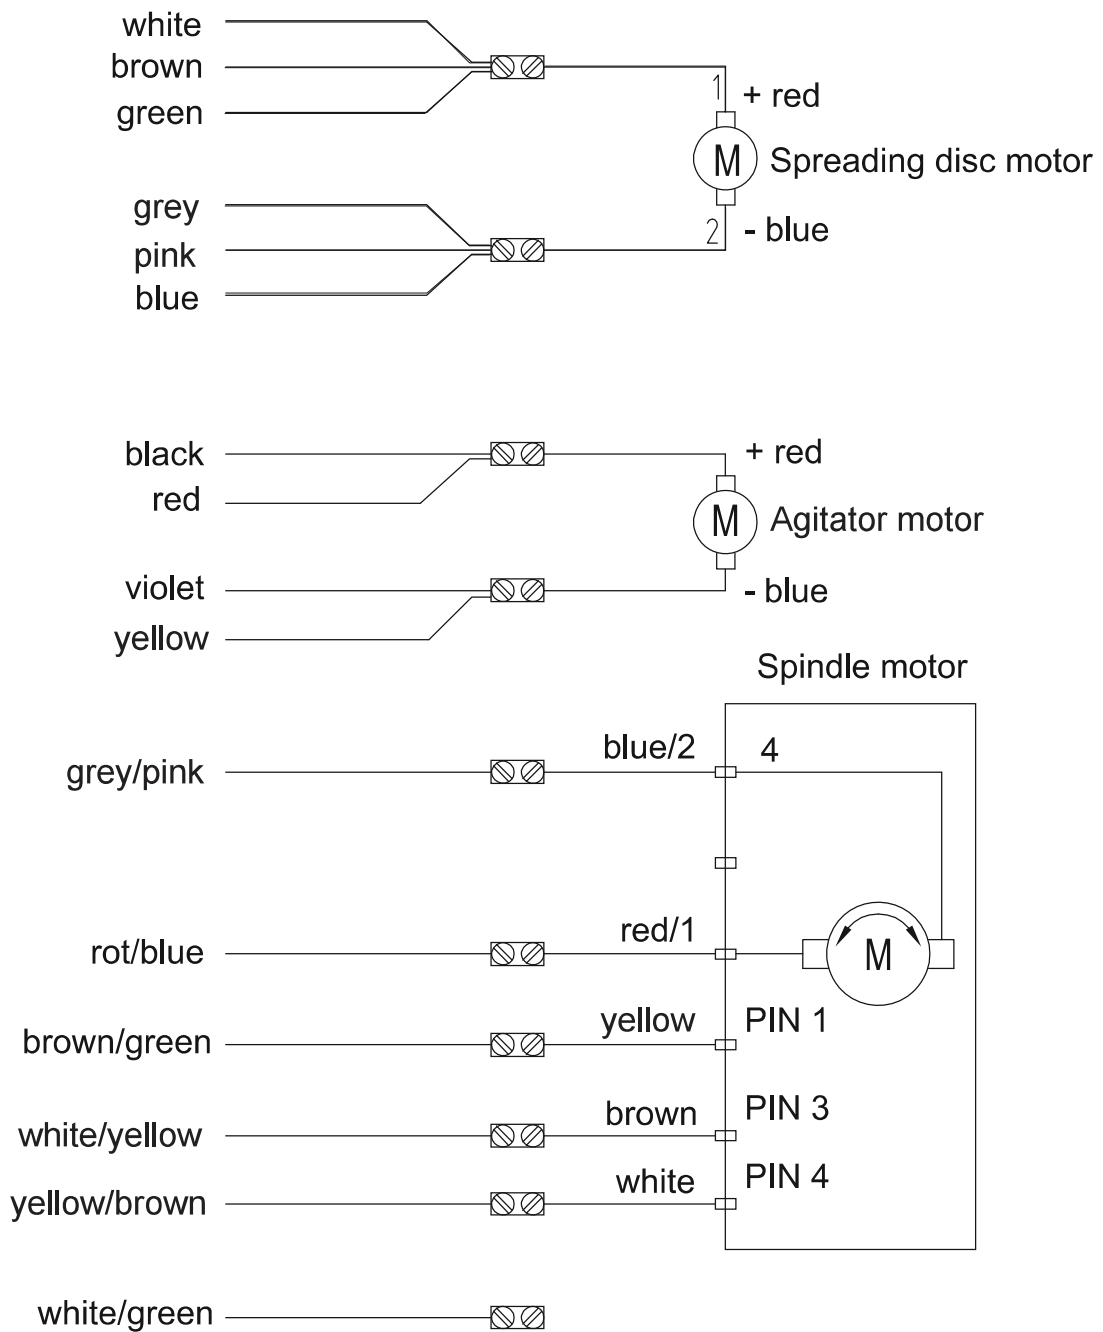 white
brown
green
1
+ red
M
Spreading disc motor
grey
pink
blue
2
- blue
black
red
+ red
M
Agitator motor
violet
yellow
- blue
Spindle motor
grey/pink
blue/2
4
rot/blue
red/1
M
brown/green
yellow
PIN 1
white/yellow
brown
PIN 3
yellow/brown
white
PIN 4
white/green